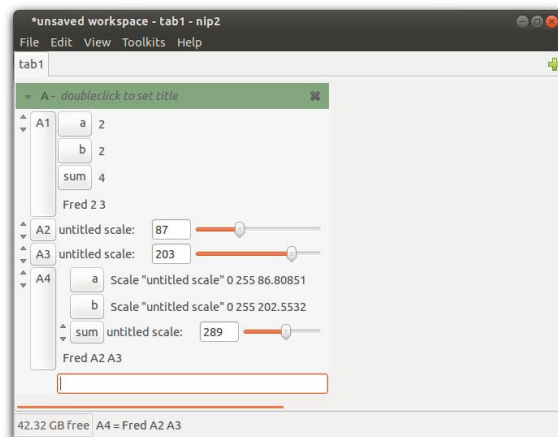 *unsaved workspace - tab1 - nip2
File Edit View Toolkits Help
tab1
A - doubleclick to set title
A1 a 2
b 2
sum 4
Fred 2 3
A2 untitled scale: 87
A3 untitled scale: 203
A4 a Scale "untitled scale" 0 255 86.80851
b Scale "untitled scale" 0 255 202.5532
sum untitled scale: 289
Fred A2 A3
42.32 GB free A4 = Fred A2 A3